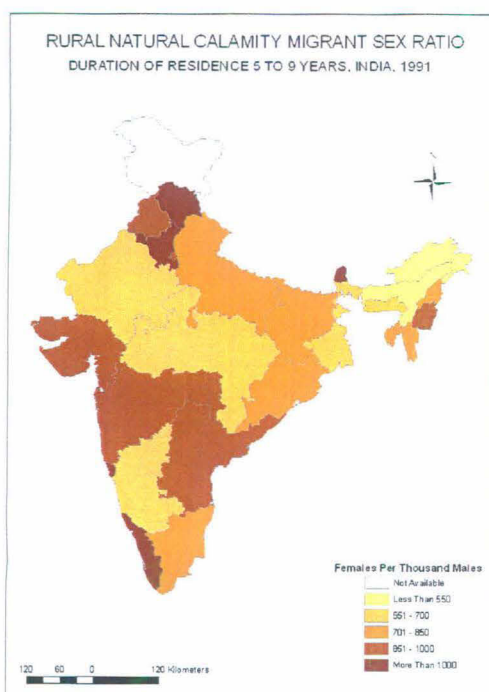 RURAL NATURAL CALAMITY MIGRANT SEX RATIO
DURATION OF RESIDENCE 5 TO 9 YEARS, INDIA, 1991
Females Per Thousand Males
Not Available
Less Than 550
551 - 700
701 - 850
851 - 1000
More Than 1000
120 60 0 120 Kilometers